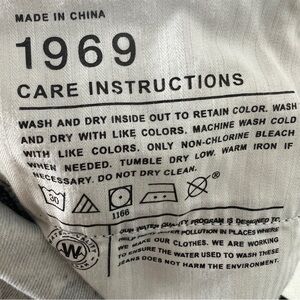 MADE IN CHINA
1969
CARE INSTRUCTIONS
WASH AND DRY INSIDE OUT TO RETAIN COLOR. WASH
AND DRY WITH LIKE COLORS. MACHINE WASH COLD
WITH LIKE COLORS. ONLY NON-CHLORINE BLEACH
WHEN NEEDED. TUMBLE DRY LOW. WARM IRON IF
NECESSARY. DO NOT DRY CLEAN.
30
1166
®
OUR WATER QUALITY PROGRAM IS DESIGNED TO
HELP WATER POLLUTION IN PLACES WHERE
WE MAKE OUR CLOTHES. WE ARE WORKING
TO ENSURE THE WATER USED TO WASH THESE
JEANS DOES NOT HARM THE ENVIRONMENT.